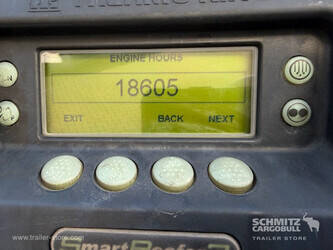 ENGINE HOURS
18605
EXIT BACK NEXT
SCHMITZ
CARGOBULL
TRAILER STORE
www.trailer-store.com